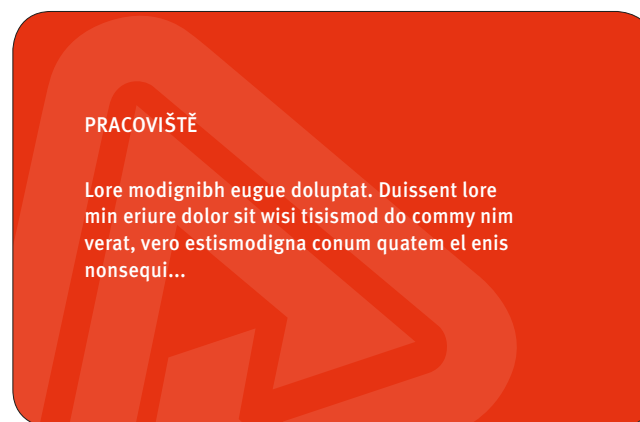 PRACOVIŠTĚ
Lore modignibh eugue doluptat. Duissent lore
min eriure dolor sit wisi tisismod do commy nim
verat, vero estismodigna conum quatem el enis
nonsequi...